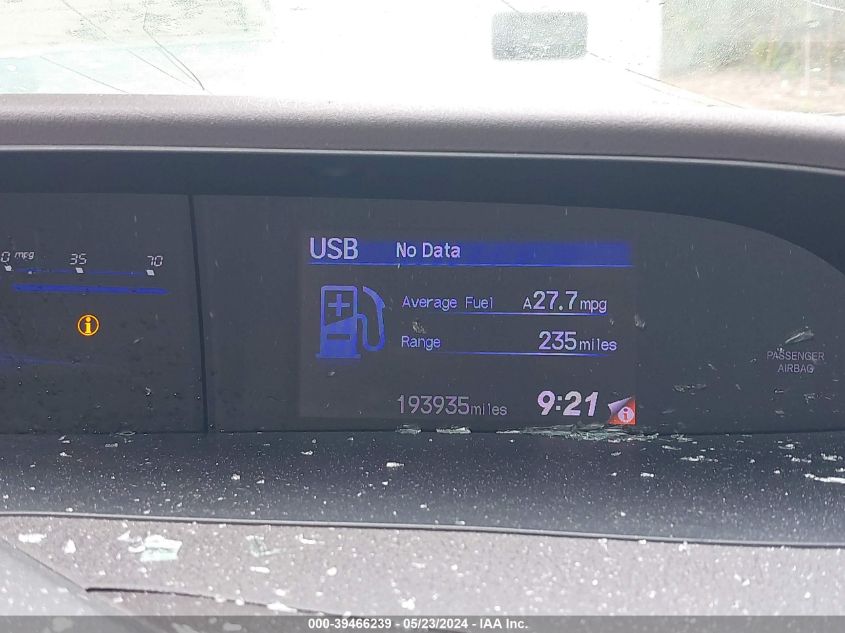 0 mpg 35 70
USB No Data
Average Fuel A27.7mpg
Range 235miles
193935miles 9:21
PASSENGER
AIRBAG
000-39466239 - 05/23/2024 - IAA Inc.